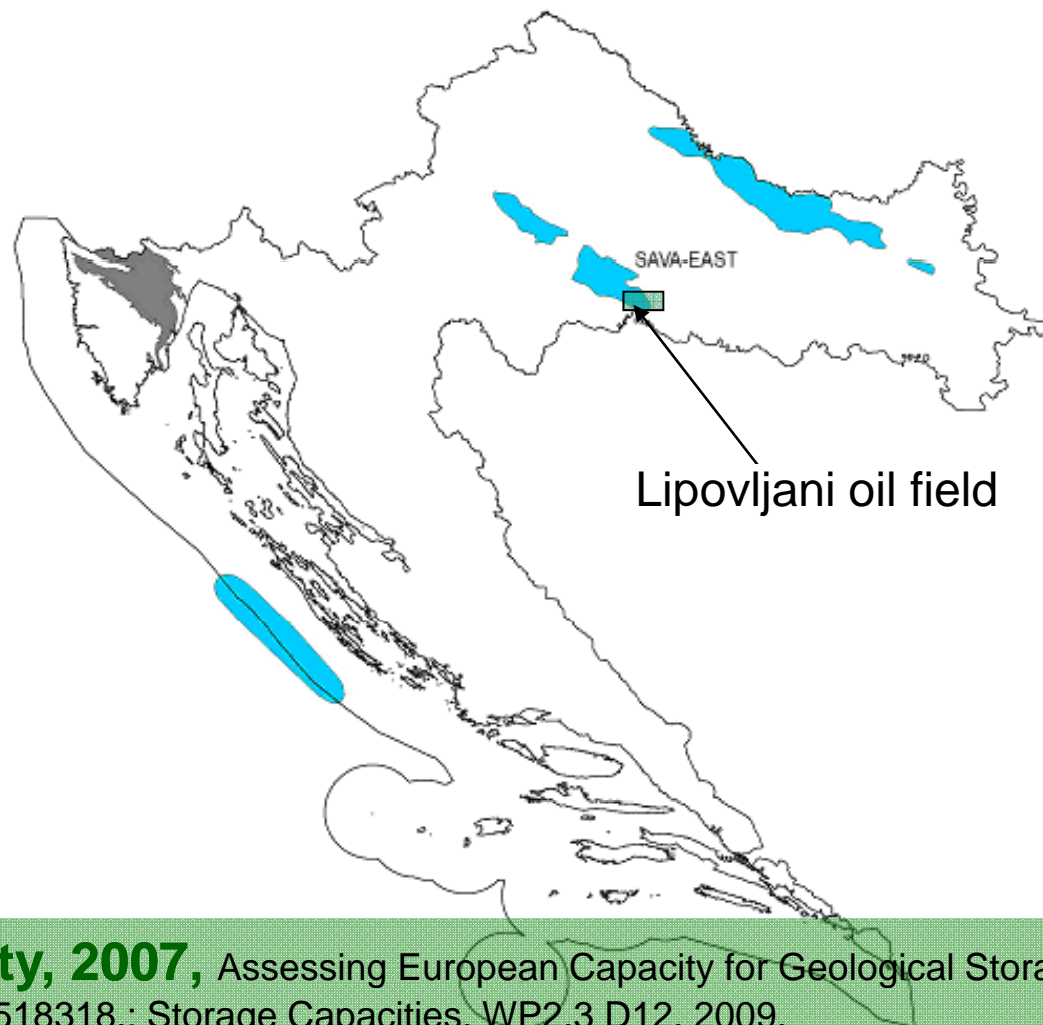 SAVA-EAST
Lipovljani oil field
ty, 2007, Assessing European Capacity for Geological Stora
518318.: Storage Capacities, WP2.3 D12, 2009.